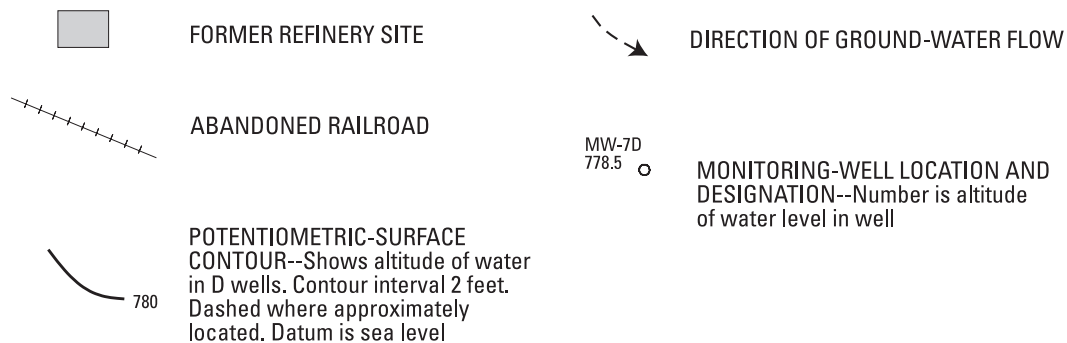 FORMER REFINERY SITE
ABANDONED RAILROAD
780
POTENTIOMETRIC-SURFACE
CONTOUR--Shows altitude of water
in D wells. Contour interval 2 feet.
Dashed where approximately
located. Datum is sea level
DIRECTION OF GROUND-WATER FLOW
MW-7D
778.5
MONITORING-WELL LOCATION AND
DESIGNATION--Number is altitude
of water level in well